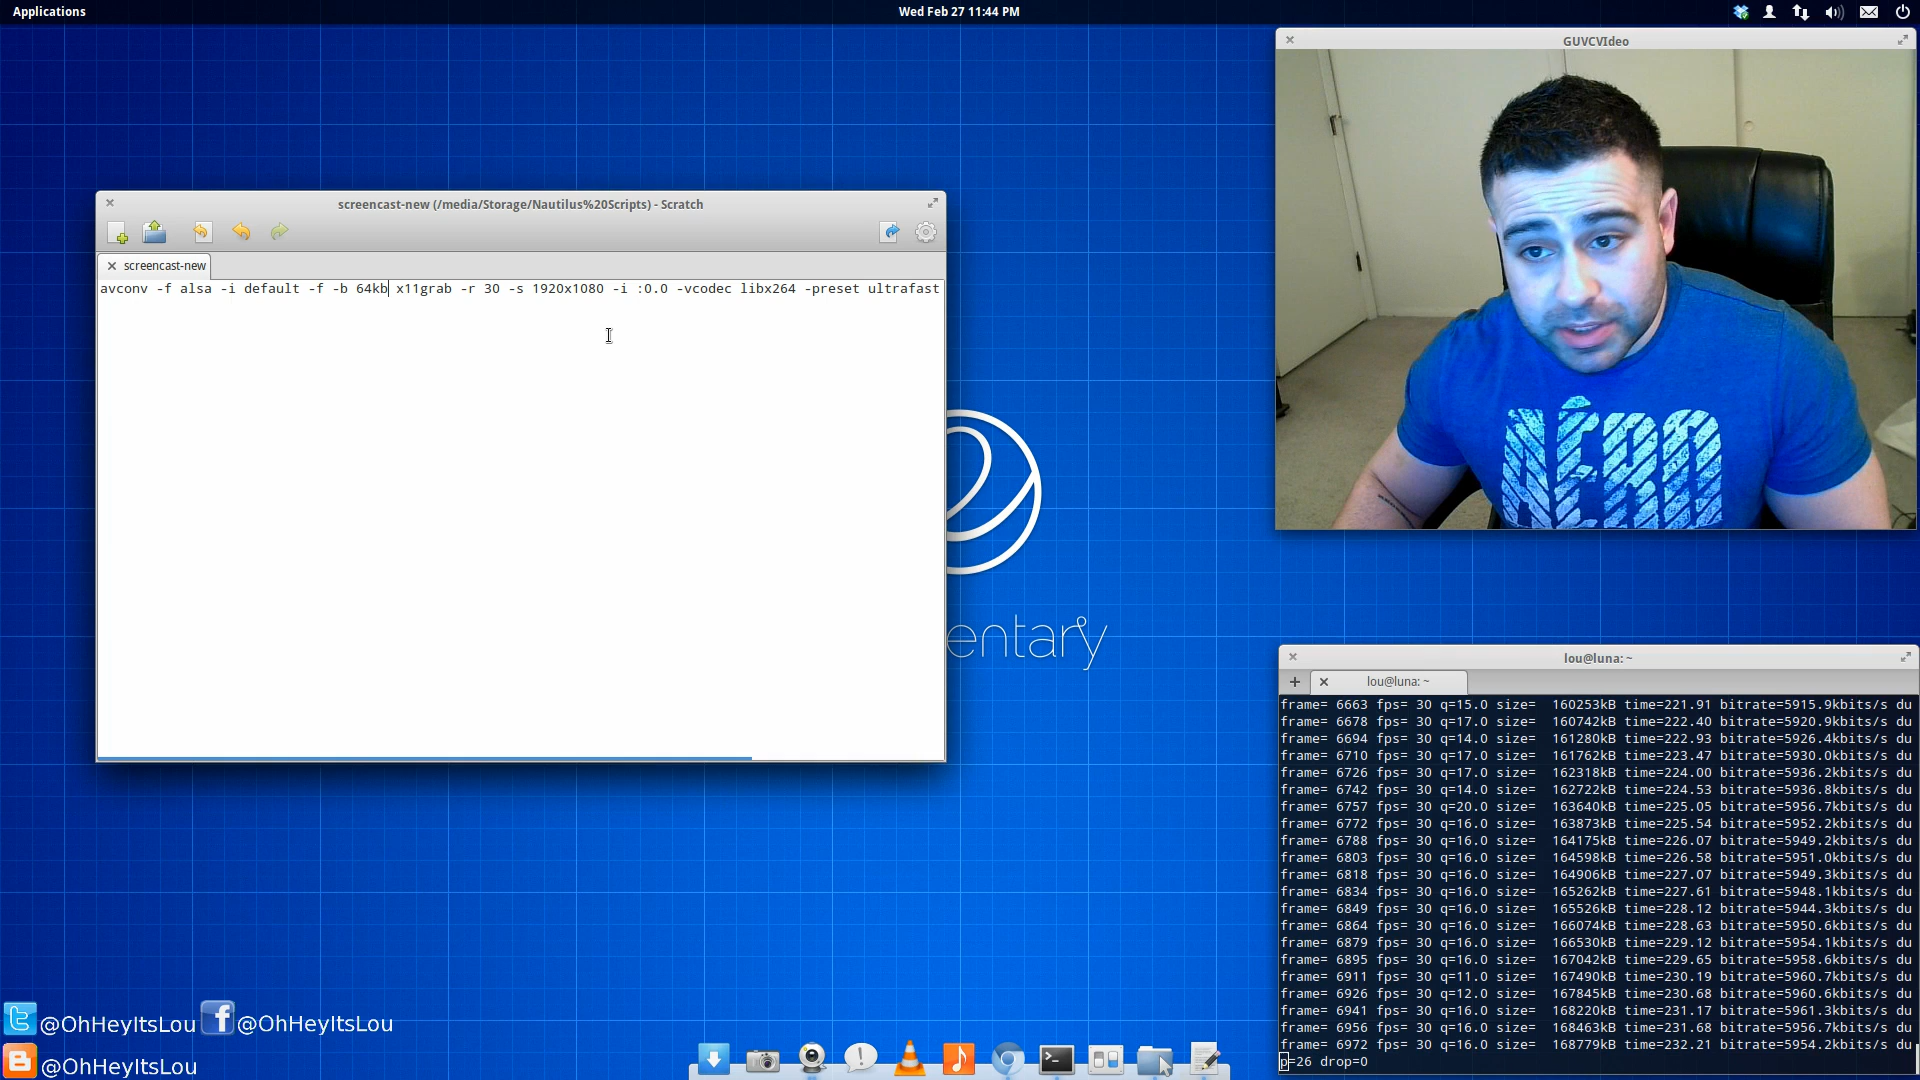 Applications
Wed Feb 27 11:44 PM
GUVCVIdeo
screencast-new (/media/Storage/Nautilus%20Scripts) - Scratch
screencast-new
avconv -f alsa -i default -f -b 64kb x11grab -r 30 -s 1920x1080 -i :0.0 -vcodec libx264 -preset ultrafast
AERO
entary
lou@luna: ~
lou@luna: ~
frame= 6663 fps= 30 q=15.0 size=  160253kB time=221.91 bitrate=5915.9kbits/s du
frame= 6678 fps= 30 q=17.0 size=  160742kB time=222.40 bitrate=5920.9kbits/s du
frame= 6694 fps= 30 q=14.0 size=  161280kB time=222.93 bitrate=5926.4kbits/s du
frame= 6710 fps= 30 q=17.0 size=  161762kB time=223.47 bitrate=5930.0kbits/s du
frame= 6726 fps= 30 q=17.0 size=  162318kB time=224.00 bitrate=5936.2kbits/s du
frame= 6742 fps= 30 q=14.0 size=  162722kB time=224.53 bitrate=5936.8kbits/s du
frame= 6757 fps= 30 q=20.0 size=  163640kB time=225.05 bitrate=5956.7kbits/s du
frame= 6772 fps= 30 q=16.0 size=  163873kB time=225.54 bitrate=5952.2kbits/s du
frame= 6788 fps= 30 q=16.0 size=  164175kB time=226.07 bitrate=5949.2kbits/s du
frame= 6803 fps= 30 q=16.0 size=  164598kB time=226.58 bitrate=5951.0kbits/s du
frame= 6818 fps= 30 q=16.0 size=  164906kB time=227.07 bitrate=5949.3kbits/s du
frame= 6834 fps= 30 q=16.0 size=  165262kB time=227.61 bitrate=5948.1kbits/s du
frame= 6849 fps= 30 q=16.0 size=  165526kB time=228.12 bitrate=5944.3kbits/s du
frame= 6864 fps= 30 q=16.0 size=  166074kB time=228.63 bitrate=5950.6kbits/s du
frame= 6879 fps= 30 q=16.0 size=  166530kB time=229.12 bitrate=5954.1kbits/s du
frame= 6895 fps= 30 q=16.0 size=  167042kB time=229.65 bitrate=5958.6kbits/s du
frame= 6911 fps= 30 q=11.0 size=  167490kB time=230.19 bitrate=5960.7kbits/s du
frame= 6926 fps= 30 q=12.0 size=  167845kB time=230.68 bitrate=5960.6kbits/s du
frame= 6941 fps= 30 q=16.0 size=  168220kB time=231.17 bitrate=5961.3kbits/s du
frame= 6956 fps= 30 q=16.0 size=  168463kB time=231.68 bitrate=5956.7kbits/s du
frame= 6972 fps= 30 q=16.0 size=  168779kB time=232.21 bitrate=5954.2kbits/s du
p=26 drop=0
@OhHeyItsLou
@OhHeyItsLou
@OhHeyItsLou